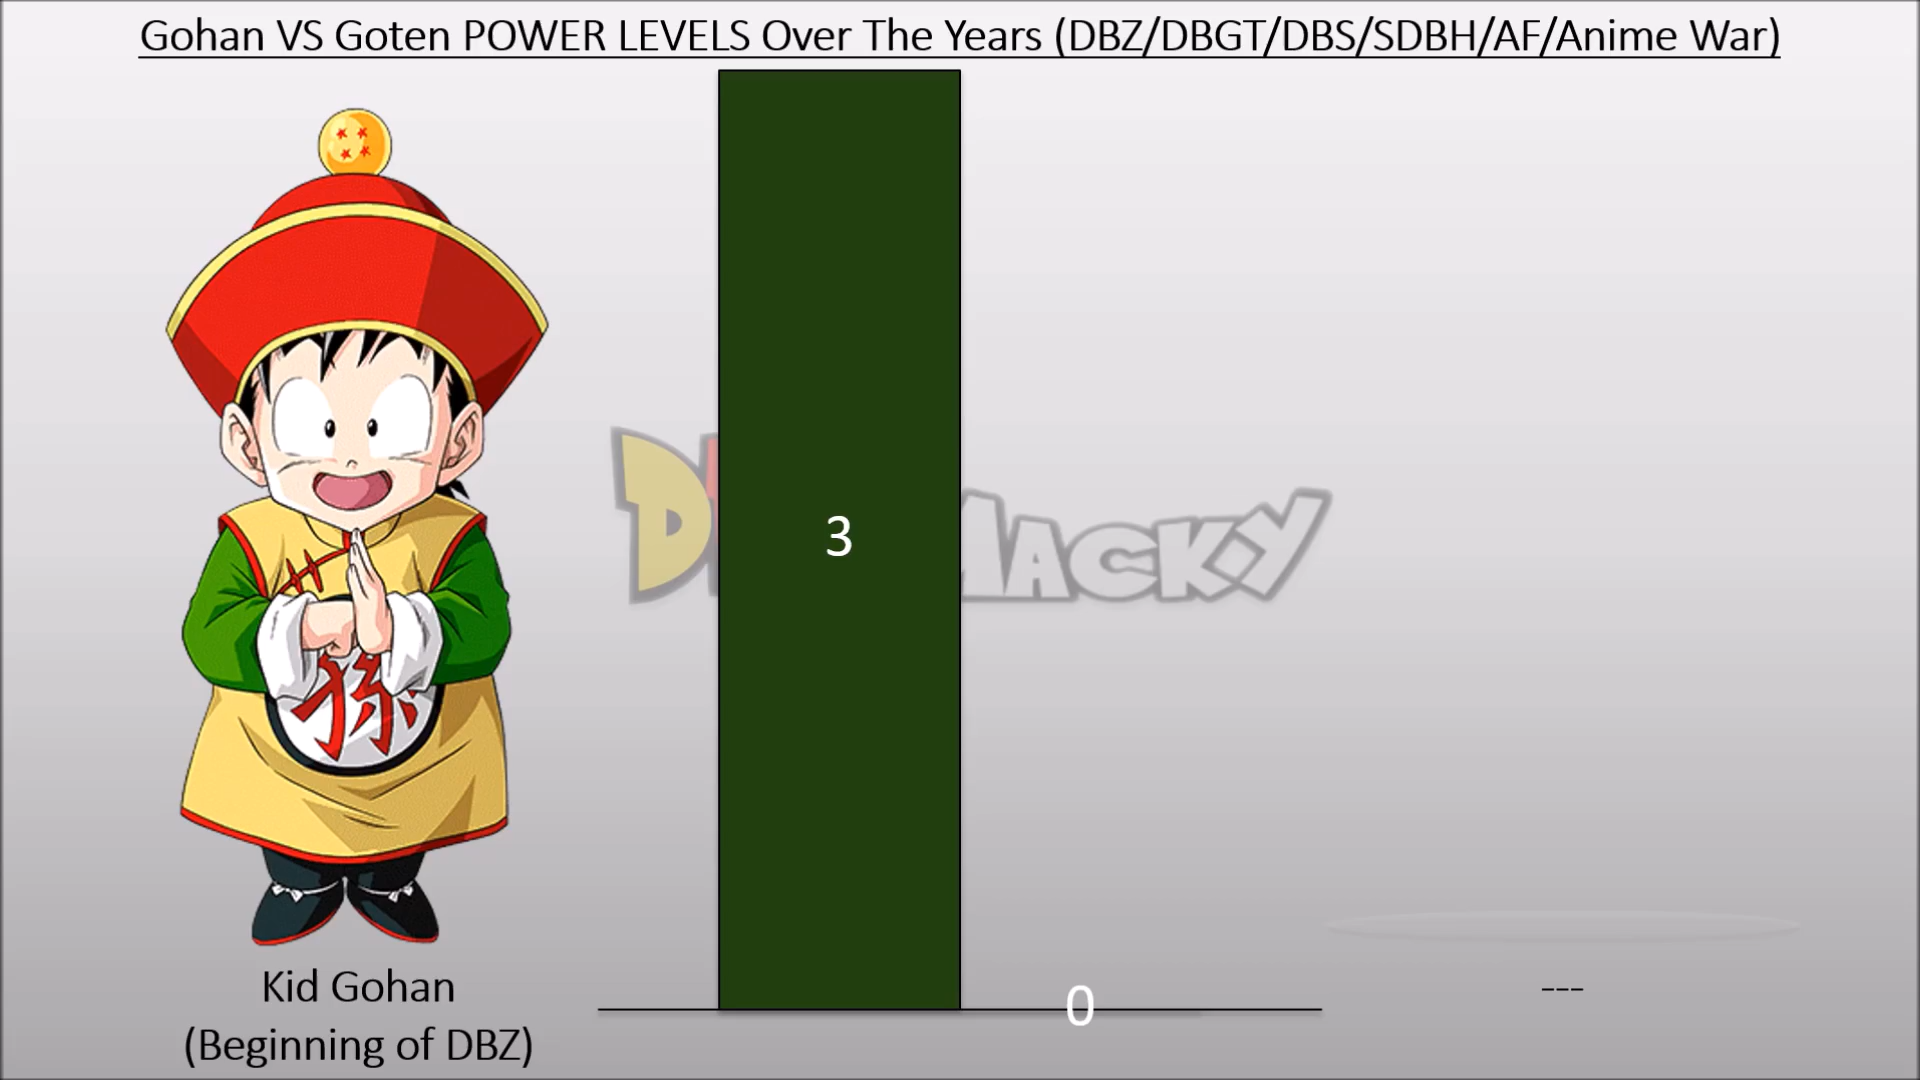 Gohan VS Goten POWER LEVELS Over The Years (DBZ/DBGT/DBS/SDBH/AF/Anime War)
3
孫
MACKY
0
Kid Gohan
(Beginning of DBZ)
---